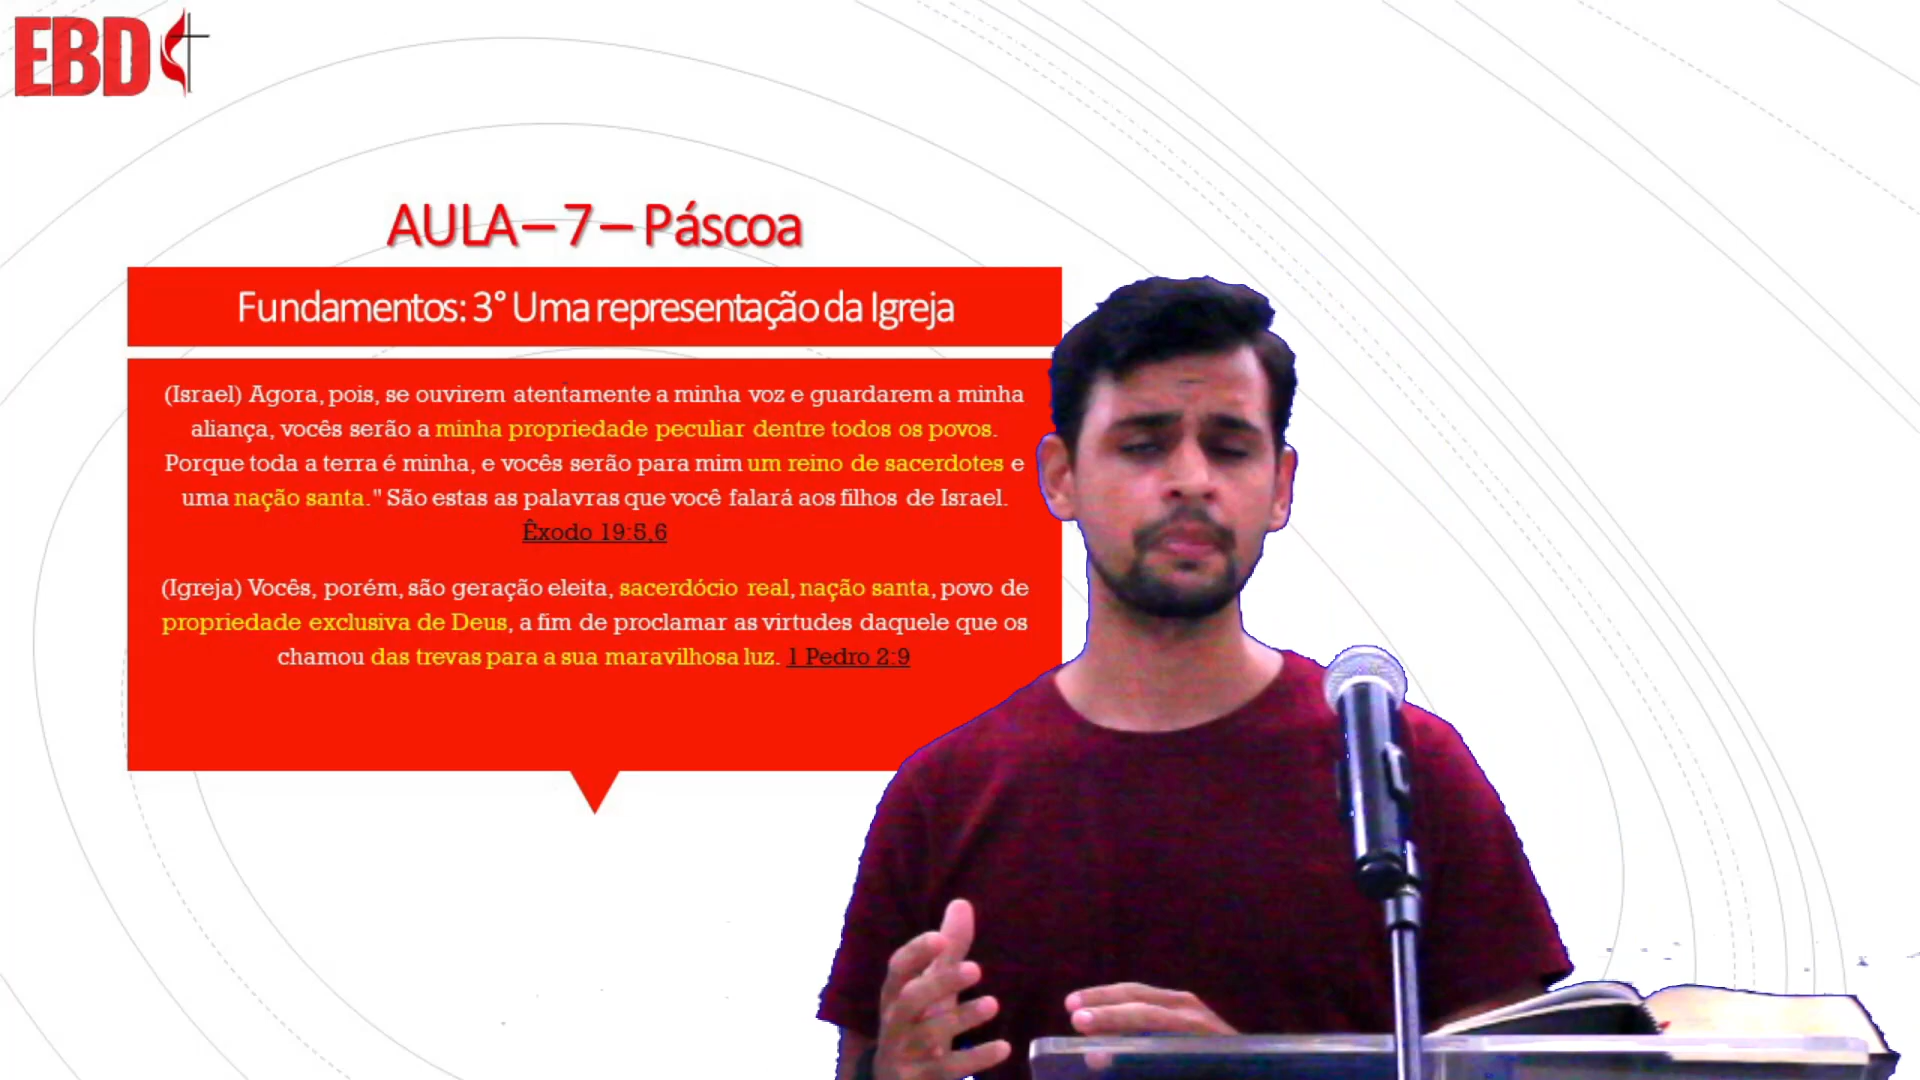 EBD
AULA – 7 – Páscoa
Fundamentos: 3° Uma representação da Igreja
(Israel) Agora, pois, se ouvirem atentamente a minha voz e guardarem a minha
aliança, vocês serão a minha propriedade peculiar dentre todos os povos.
Porque toda a terra é minha, e vocês serão para mim um reino de sacerdotes e
uma nação santa." São estas as palavras que você falará aos filhos de Israel.
Êxodo 19:5,6
(Igreja) Vocês, porém, são geração eleita, sacerdócio real, nação santa, povo de
propriedade exclusiva de Deus, a fim de proclamar as virtudes daquele que os
chamou das trevas para a sua maravilhosa luz. 1 Pedro 2:9